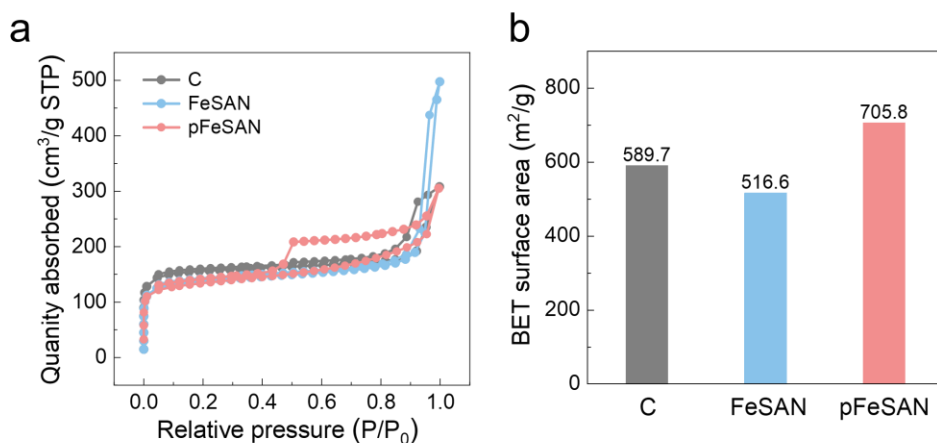 a
C
FeSAN
pFeSAN
Quanity absorbed (cm³/g STP)
500
400
300
200
100
0
0.0 0.2 0.4 0.6 0.8 1.0
Relative pressure (P/P₀)
b
BET surface area (m²/g)
800
600
400
200
0
589.7
516.6
705.8
C FeSAN pFeSAN